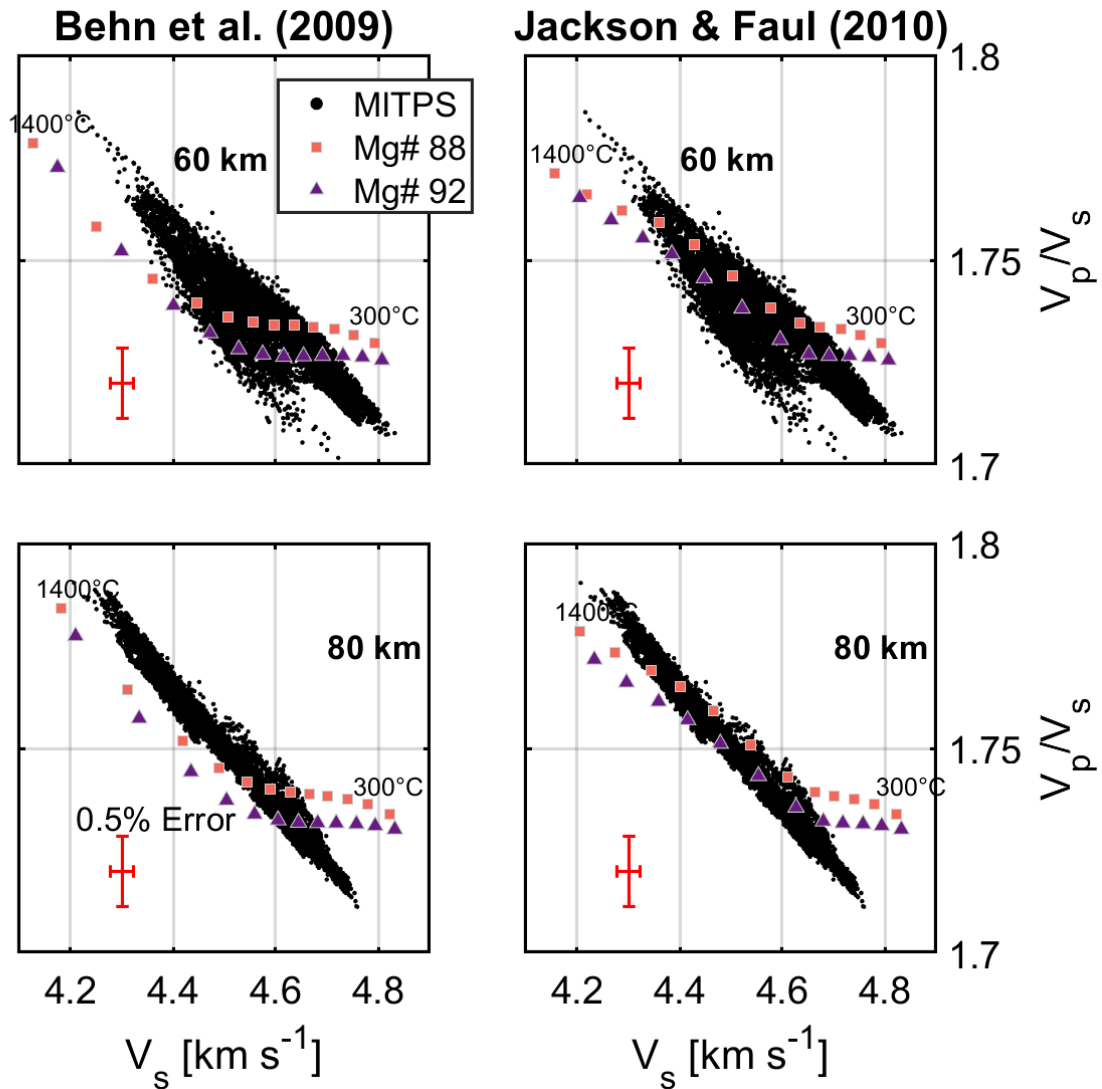 Behn et al. (2009)
Jackson & Faul (2010)
1400°C
60 km
MITPS
Mg# 88
Mg# 92
300°C
1400°C
60 km
300°C
1.8
1.75
1.7
Vp/Vs
1400°C
80 km
300°C
0.5% Error
1400°C
80 km
300°C
1.8
1.75
1.7
Vp/Vs
4.2 4.4 4.6 4.8
4.2 4.4 4.6 4.8
Vs [km s-1]
Vs [km s-1]